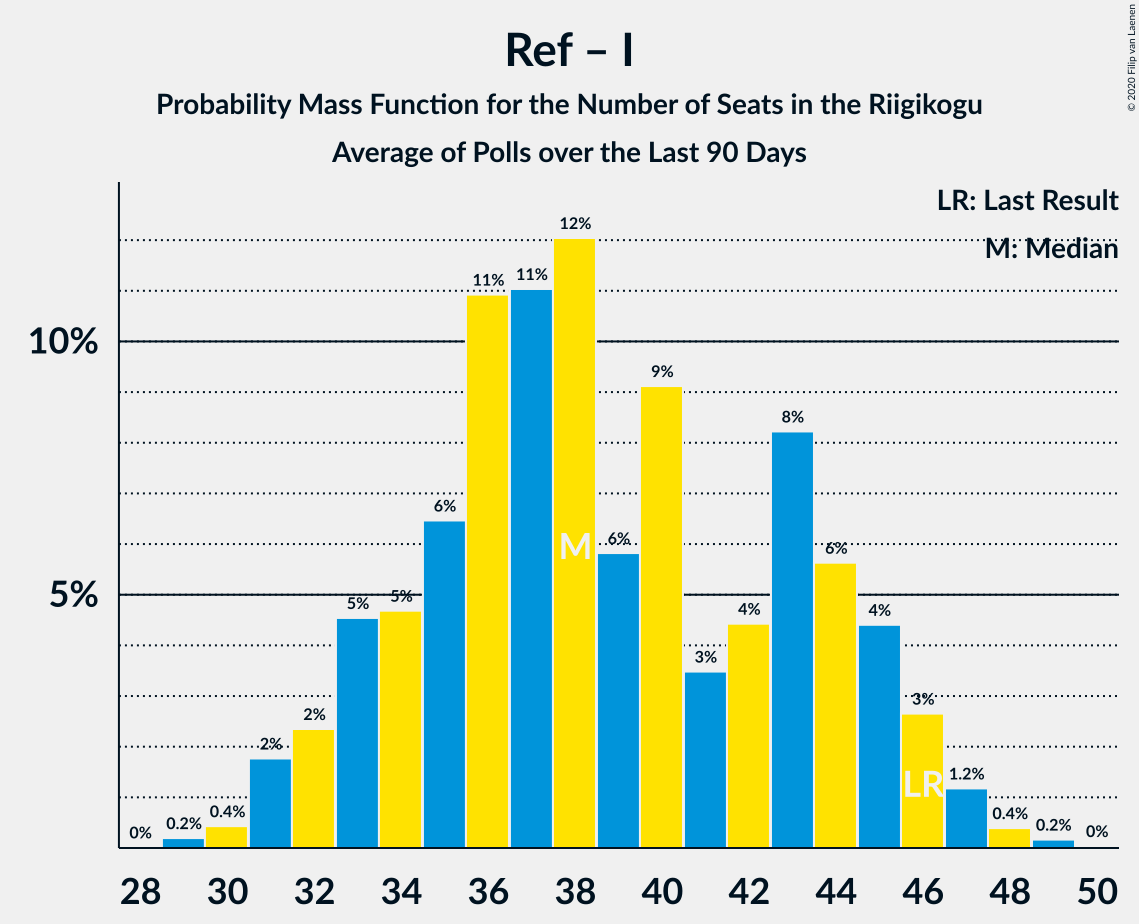 Ref – I
Probability Mass Function for the Number of Seats in the Riigikogu
Average of Polls over the Last 90 Days
© 2020 Filip van Laenen
LR: Last Result
M: Median
10%
5%
0%
0.2%
0.4%
2%
2%
5%
5%
6%
11%
11%
12%
6%
9%
3%
4%
8%
6%
4%
3%
1.2%
0.4%
0.2%
0%
M
LR
28 30 32 34 36 38 40 42 44 46 48 50